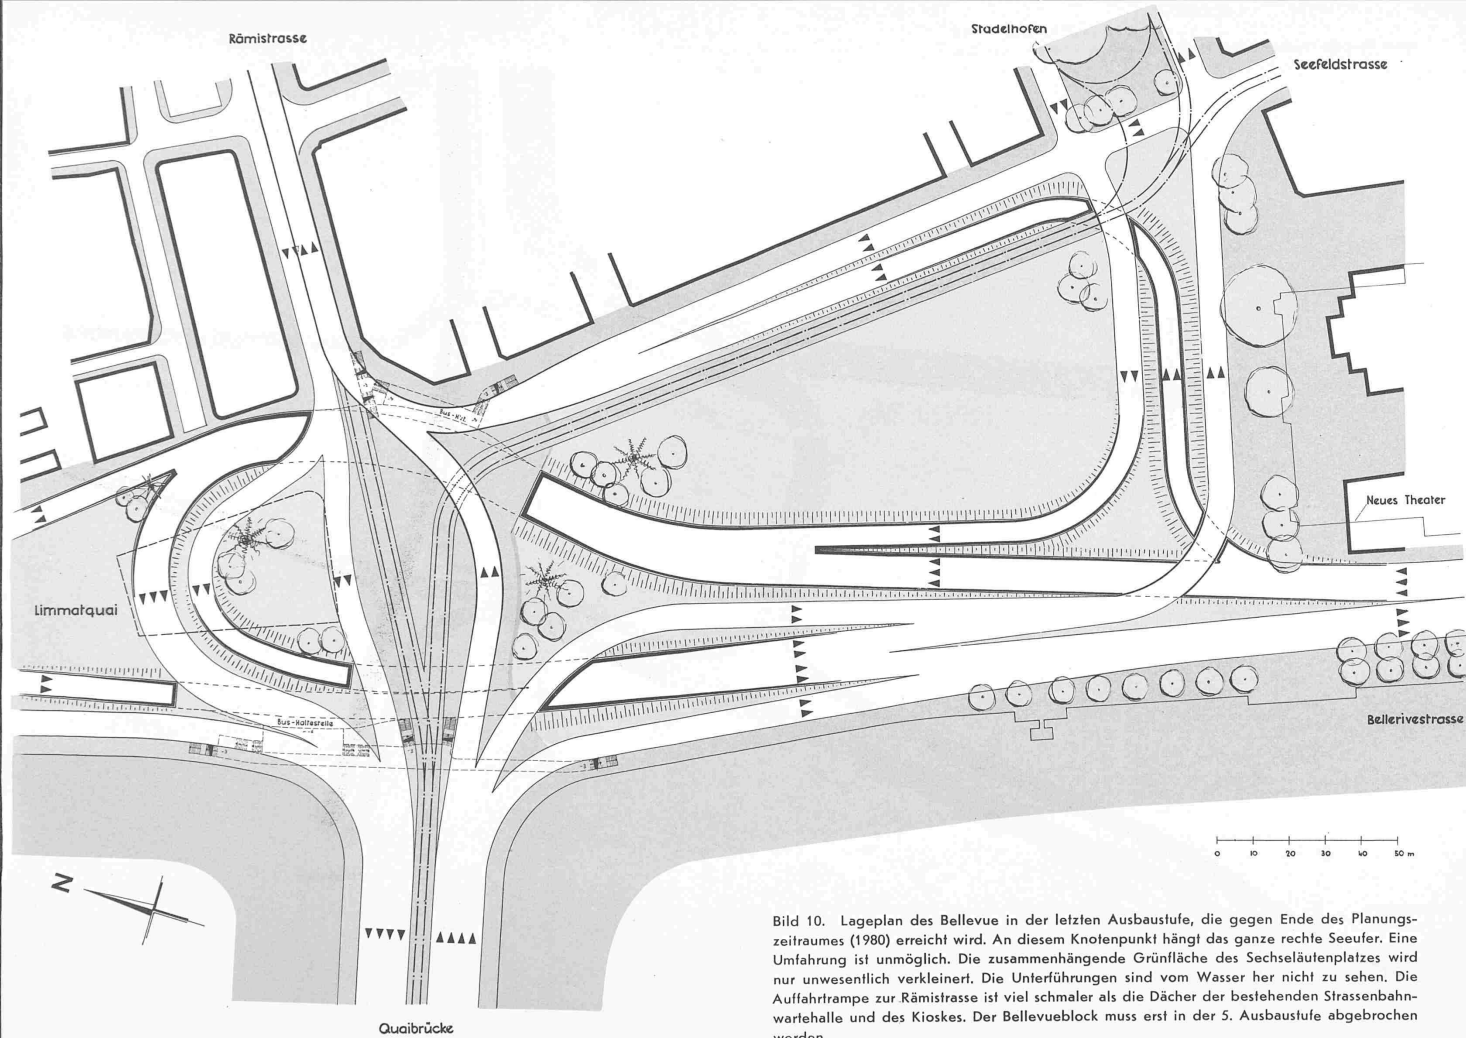 Rämistrasse
Stadelhofen
Seefeldstrasse
Bus-Hst.
Neues Theater
Limmatquai
Bus-Haltestelle
Bellerivestrasse
0 10 20 30 40 50 m
N
Bild 10. Lageplan des Bellevue in der letzten Ausbaustufe, die gegen Ende des Planungs-
zeitraumes (1980) erreicht wird. An diesem Knotenpunkt hängt das ganze rechte Seeufer. Eine
Umfahrung ist unmöglich. Die zusammenhängende Grünfläche des Sechseläutenplatzes wird
nur unwesentlich verkleinert. Die Unterführungen sind vom Wasser her nicht zu sehen. Die
Auffahrtrampe zur Rämistrasse ist viel schmaler als die Dächer der bestehenden Strassenbahn-
wartehalle und des Kioskes. Der Bellevueblock muss erst in der 5. Ausbaustufe abgebrochen
werden
Quaibrücke